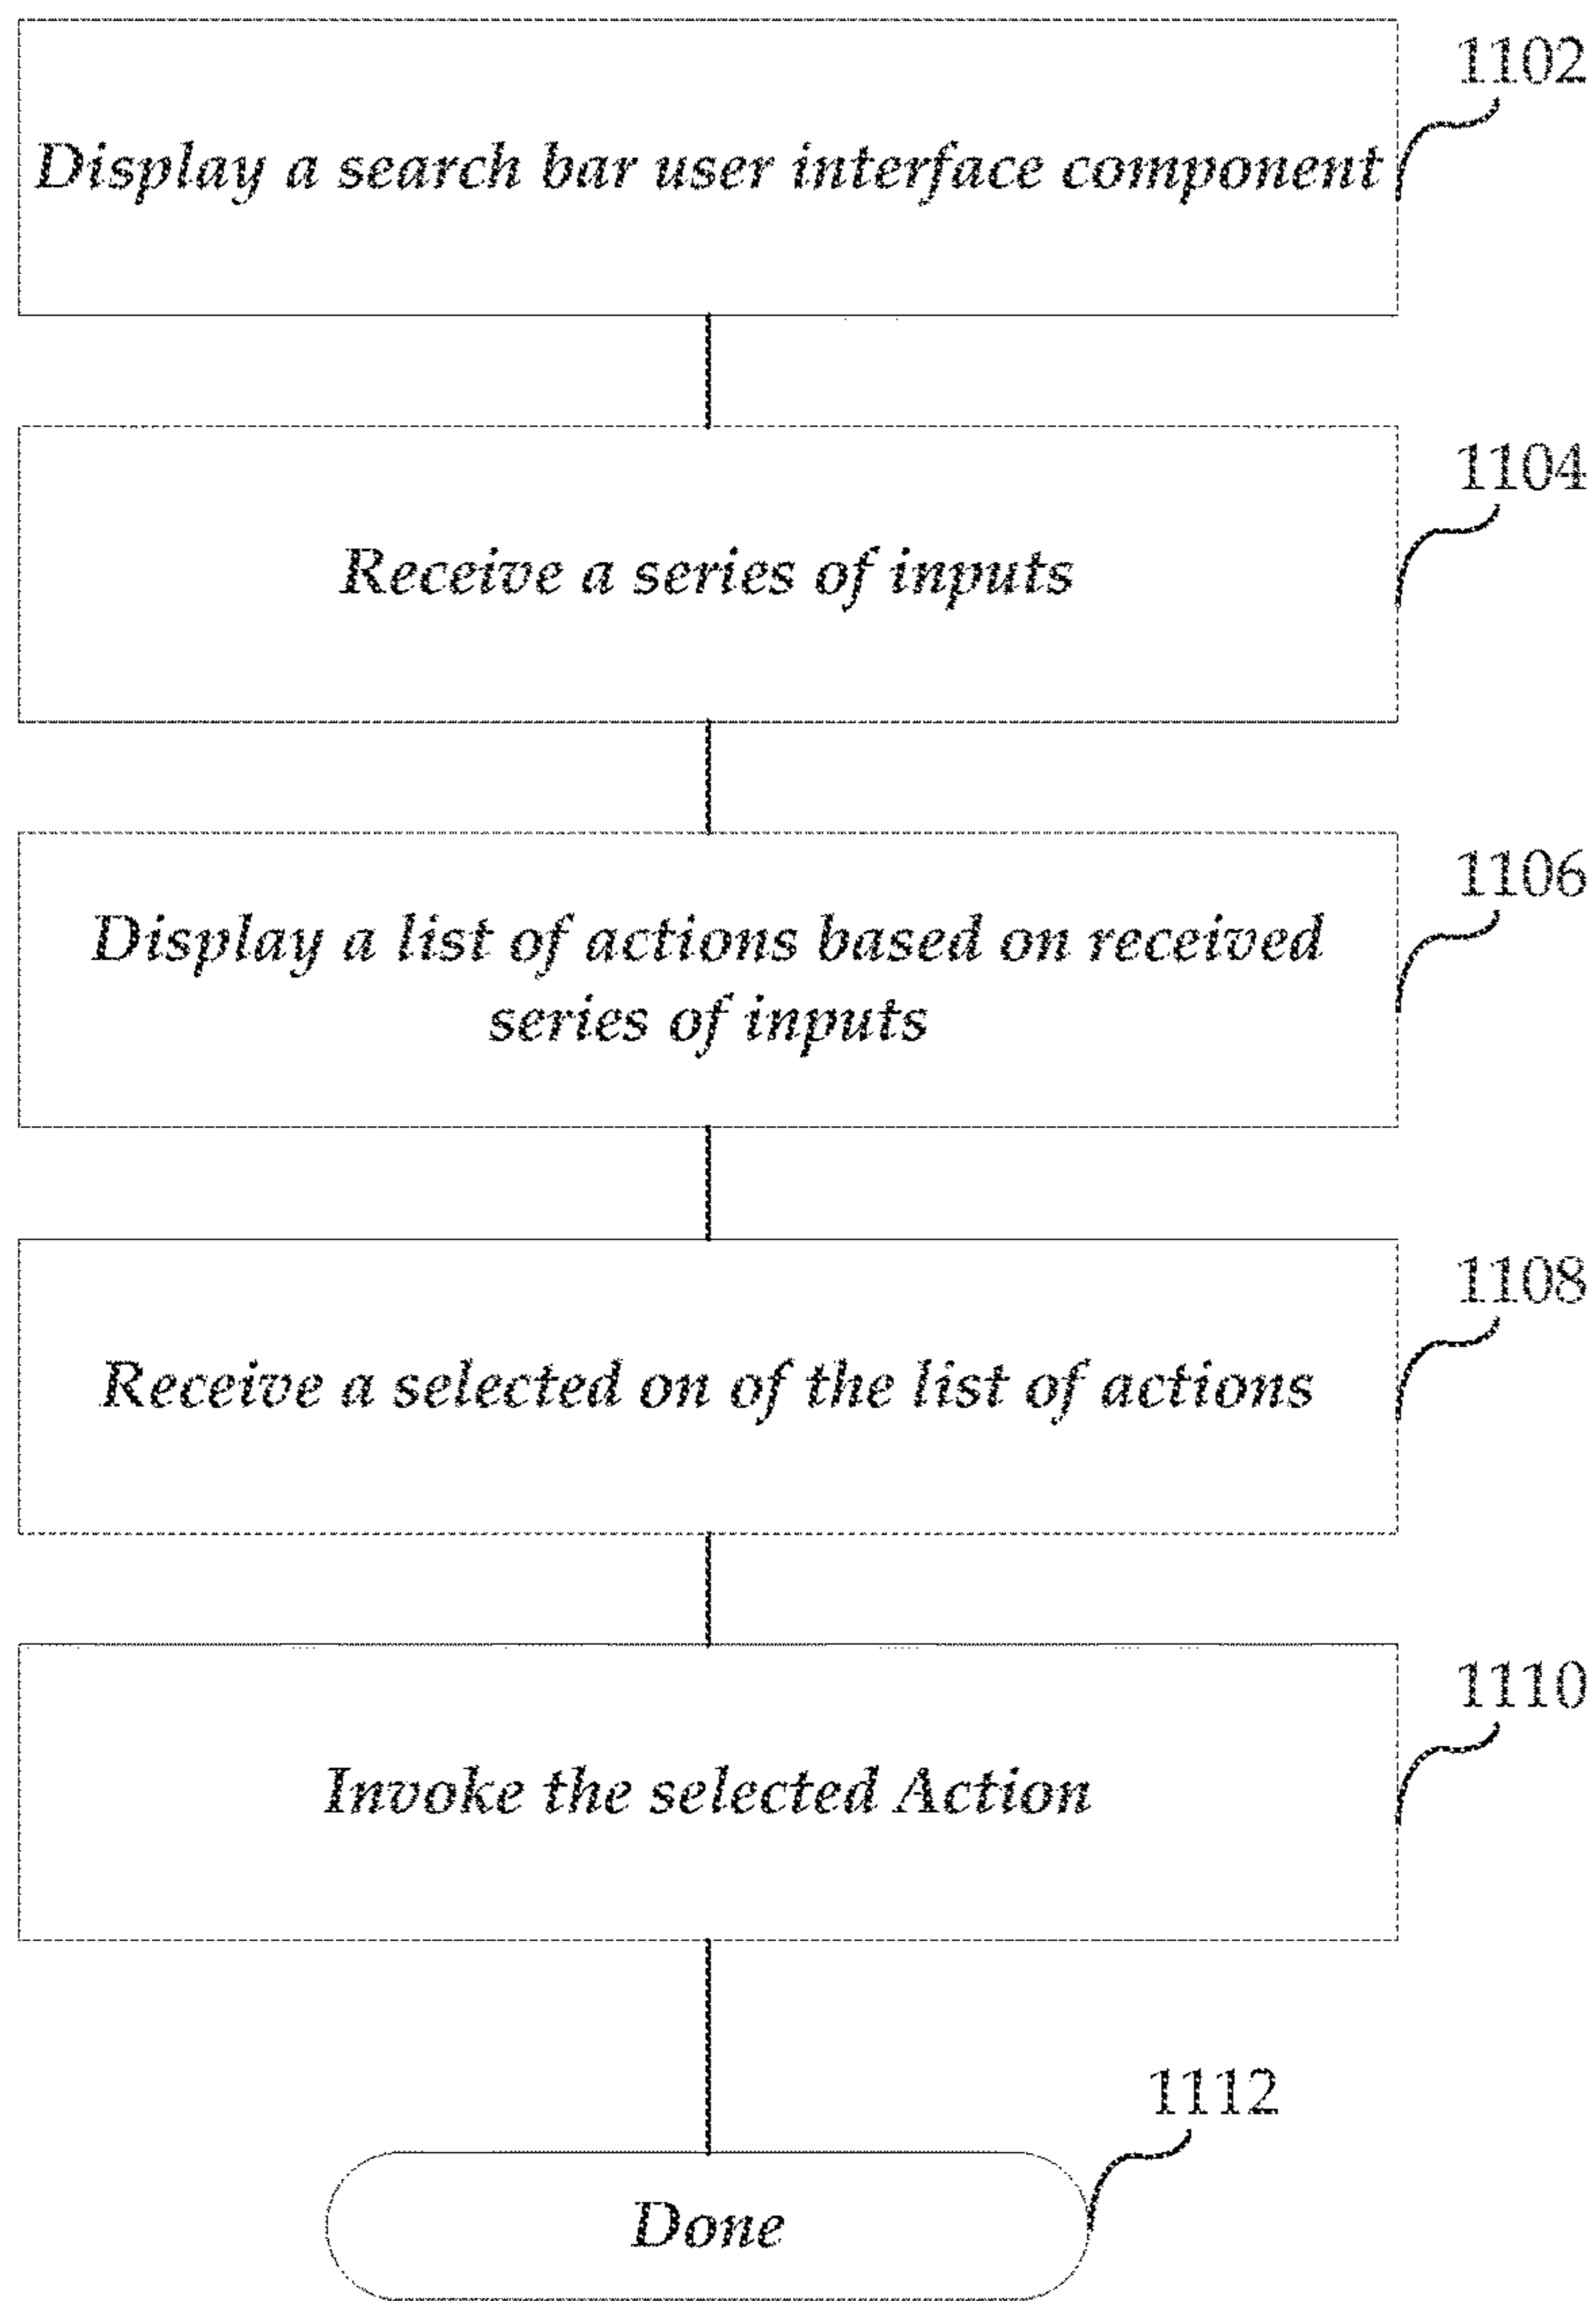 1102
Display a search bar user interface component
1104
Receive a series of inputs
1106
Display a list of actions based on received
series of inputs
1108
Receive a selected on of the list of actions
1110
Invoke the selected Action
1112
Done